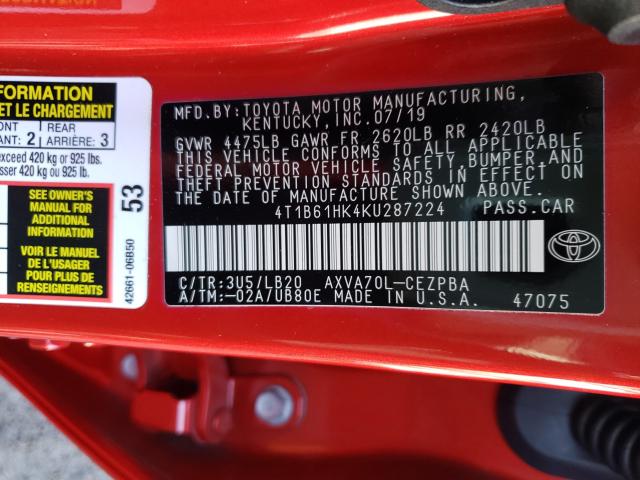 FORMATION
ET LE CHARGEMENT
REAR
ANT: 2 ARRIÈRE: 3
exceed 420 kg or 925 lbs.
sser 420 kg ou 925 lb.
SEE OWNER'S
MANUAL FOR
ADDITIONAL
INFORMATION
VOIR LE MANUEL
DE L'USAGER
POUR PLUS DE
RENSEIGNEMENTS
53
42661-06B50
MFD.BY: TOYOTA MOTOR MANUFACTURING,
KENTUCKY, INC.07/19
GVWR 4475LB GAWR FR 2620LB RR 2420LB
THIS VEHICLE CONFORMS TO ALL APPLICABLE
FEDERAL MOTOR VEHICLE SAFETY,BUMPER,AND
THEFT PREVENTION STANDARDS IN EFFECT ON
THE DATE OF MANUFACTURE SHOWN ABOVE.
4T1B61HK4KU287224 PASS.CAR
C/TR:3U5/LB20 AXVA70L-CEZPBA
A/TM:-02A/UB80E MADE IN U.S.A. 47075
TOYOTA